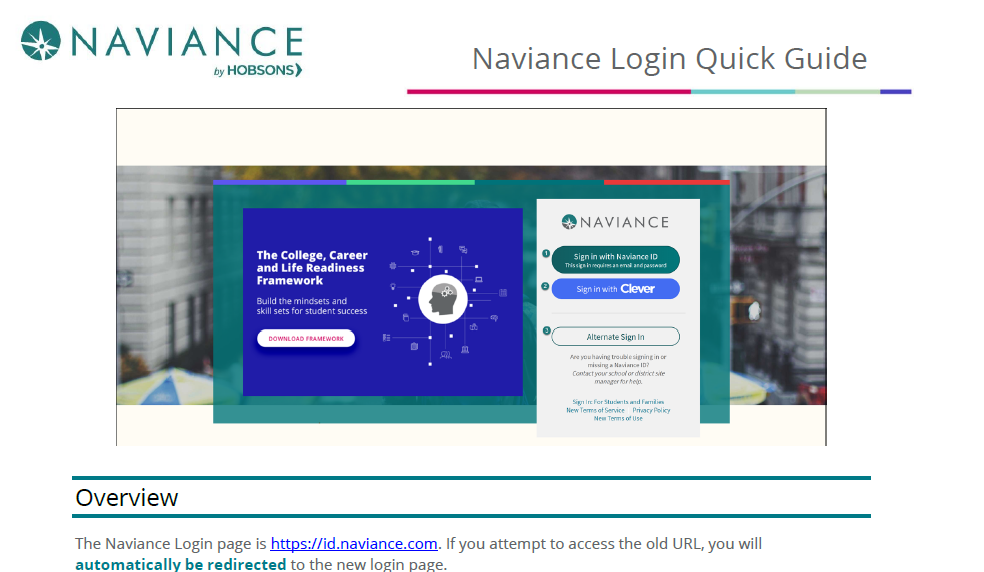 NAVIANCE
by HOBSONS
Naviance Login Quick Guide
The College, Career
and Life Readiness
Framework
Build the mindsets and
skill sets for student success
DOWNLOAD FRAMEWORK
NAVIANCE
1
Sign in with Naviance ID
This sign in requires an email and password
2
Sign in with Clever
3
Alternate Sign In
Are you having trouble signing in or
missing a Naviance ID?
Contact your school or district site
manager for help.
Sign In: For Students and Families
New Terms of Service Privacy Policy
New Terms of Use
Overview
The Naviance Login page is https://id.naviance.com. If you attempt to access the old URL, you will
automatically be redirected to the new login page.